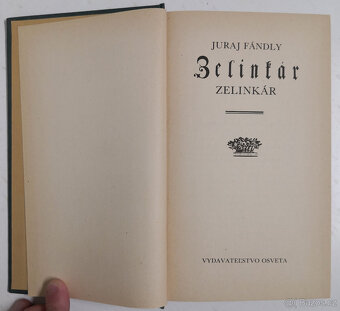 JURAJ FÁNDLY
Zelinkár
ZELINKÁR
VYDAVATEĽSTVO OSVETA